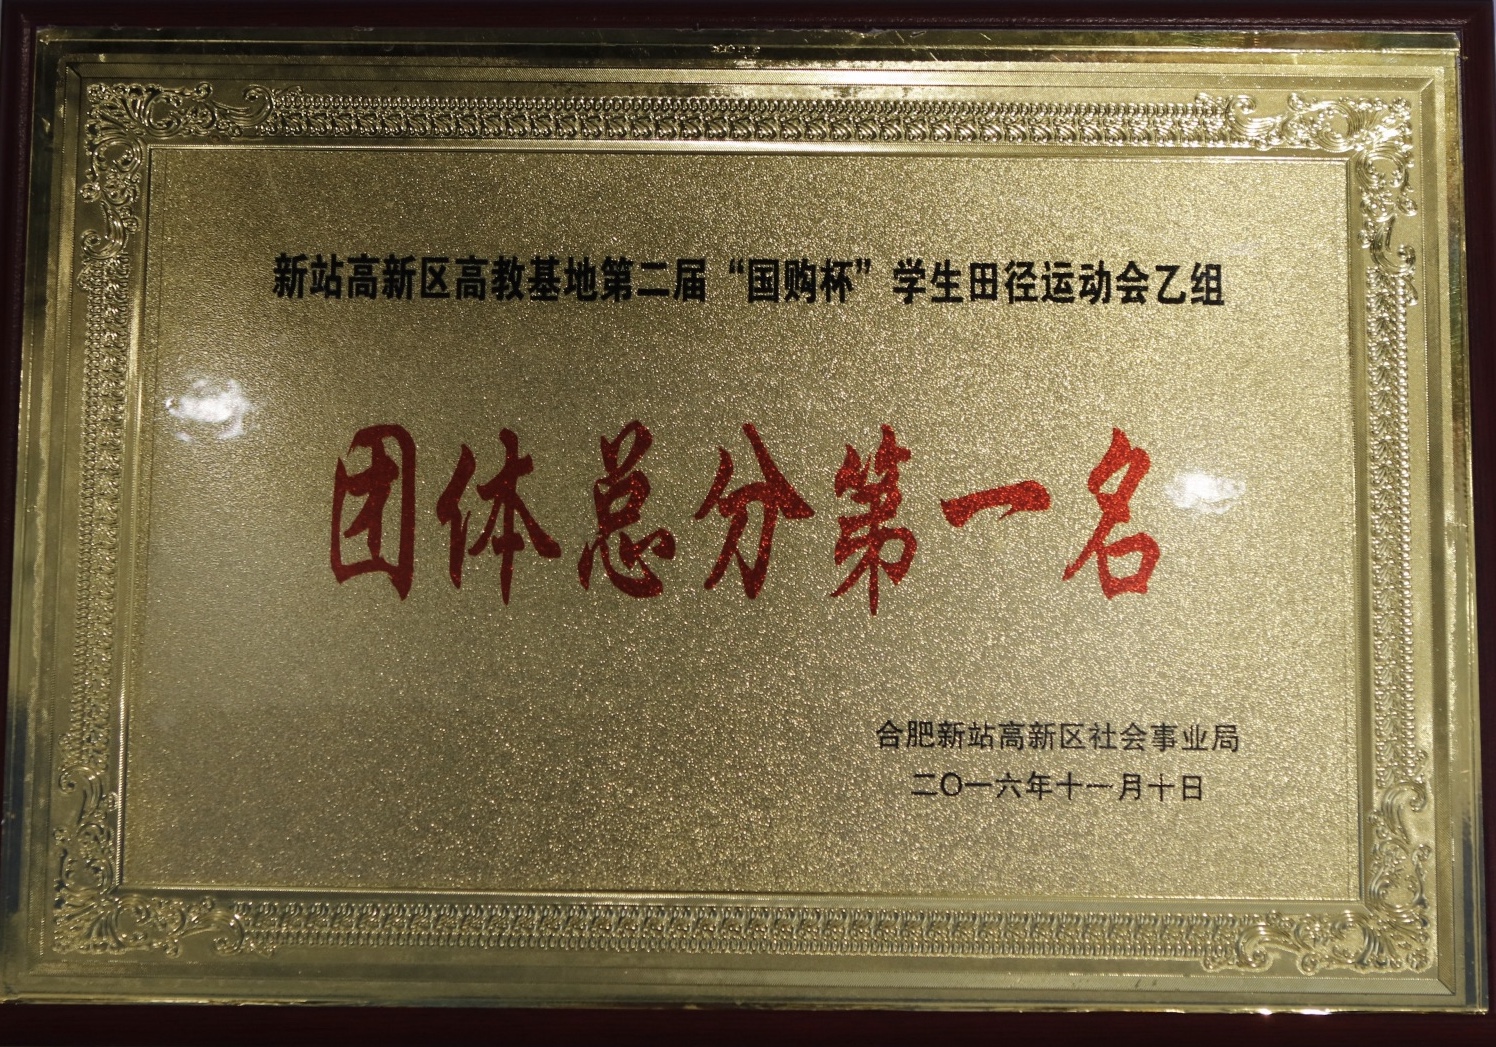 新站高新区高教基地第二届“国购杯”学生田径运动会乙组
团体总分第一名
合肥新站高新区社会事业局
二〇一六年十一月十日